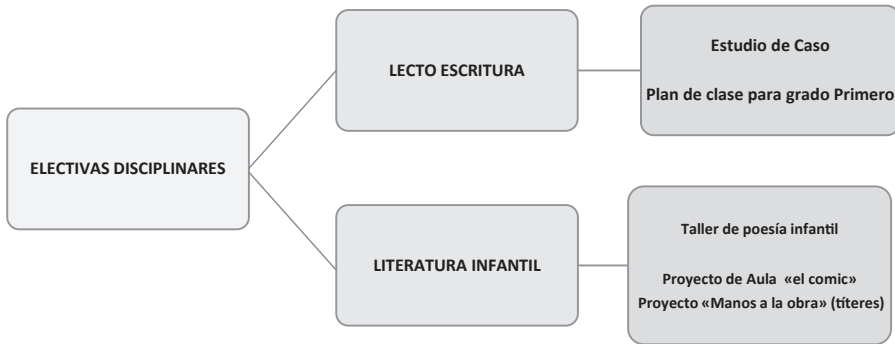 ELECTIVAS DISCIPLINARES
LECTO ESCRITURA
Estudio de Caso
Plan de clase para grado Primero
LITERATURA INFANTIL
Taller de poesía infantil
Proyecto de Aula «el comic»
Proyecto «Manos a la obra» (títeres)